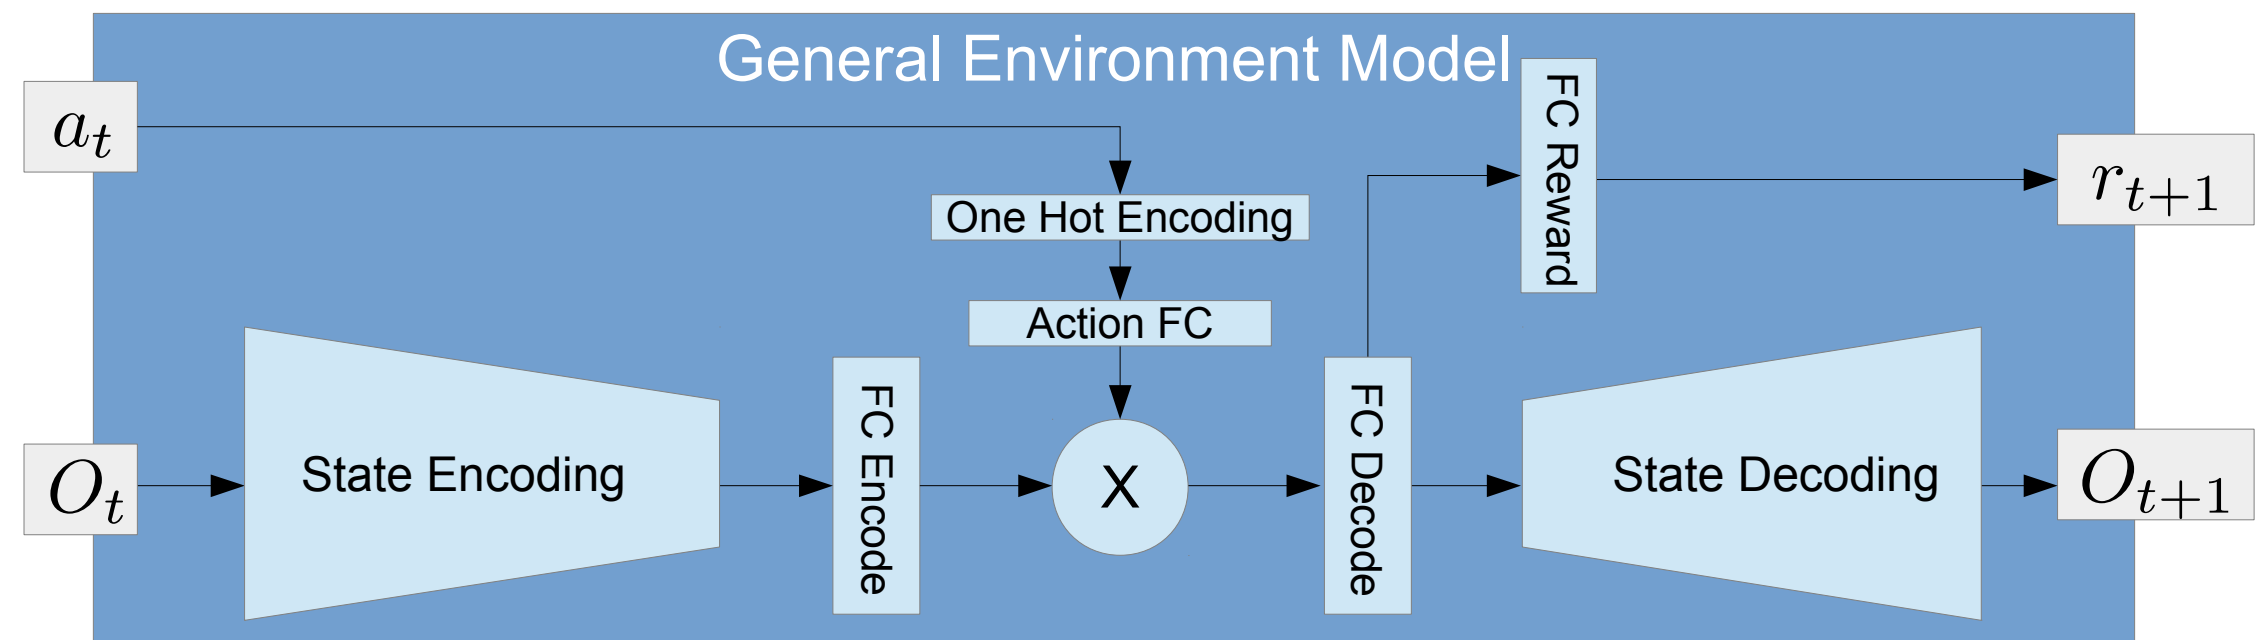 General Environment Model
a_t
One Hot Encoding
Action FC
FC Reward
r_{t+1}
O_t
State Encoding
FC Encode
X
FC Decode
State Decoding
O_{t+1}